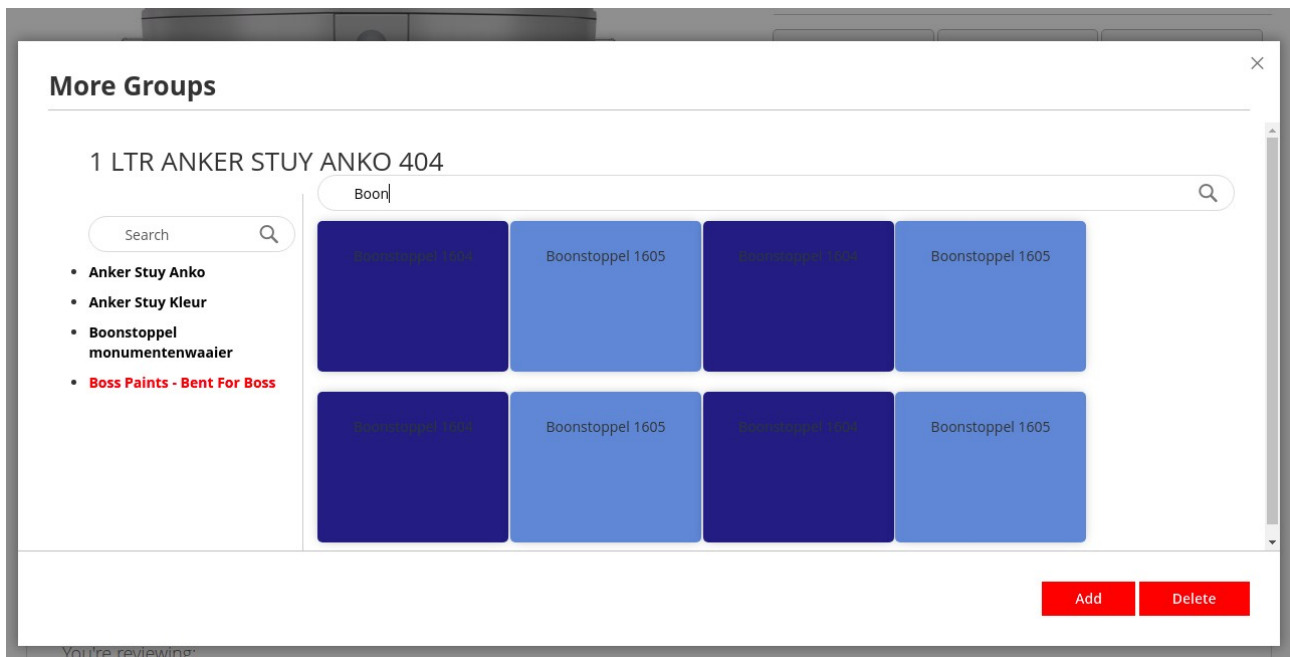 More Groups
1 LTR ANKER STUY ANKO 404
Boon
Search
Anker Stuy Anko
Anker Stuy Kleur
Boonstoppel
monumentenwaaier
Boss Paints - Bent For Boss
Boonstoppel 1604 Boonstoppel 1605 Boonstoppel 1604 Boonstoppel 1605
Boonstoppel 1604 Boonstoppel 1605 Boonstoppel 1604 Boonstoppel 1605
Add Delete
You're reviewing: